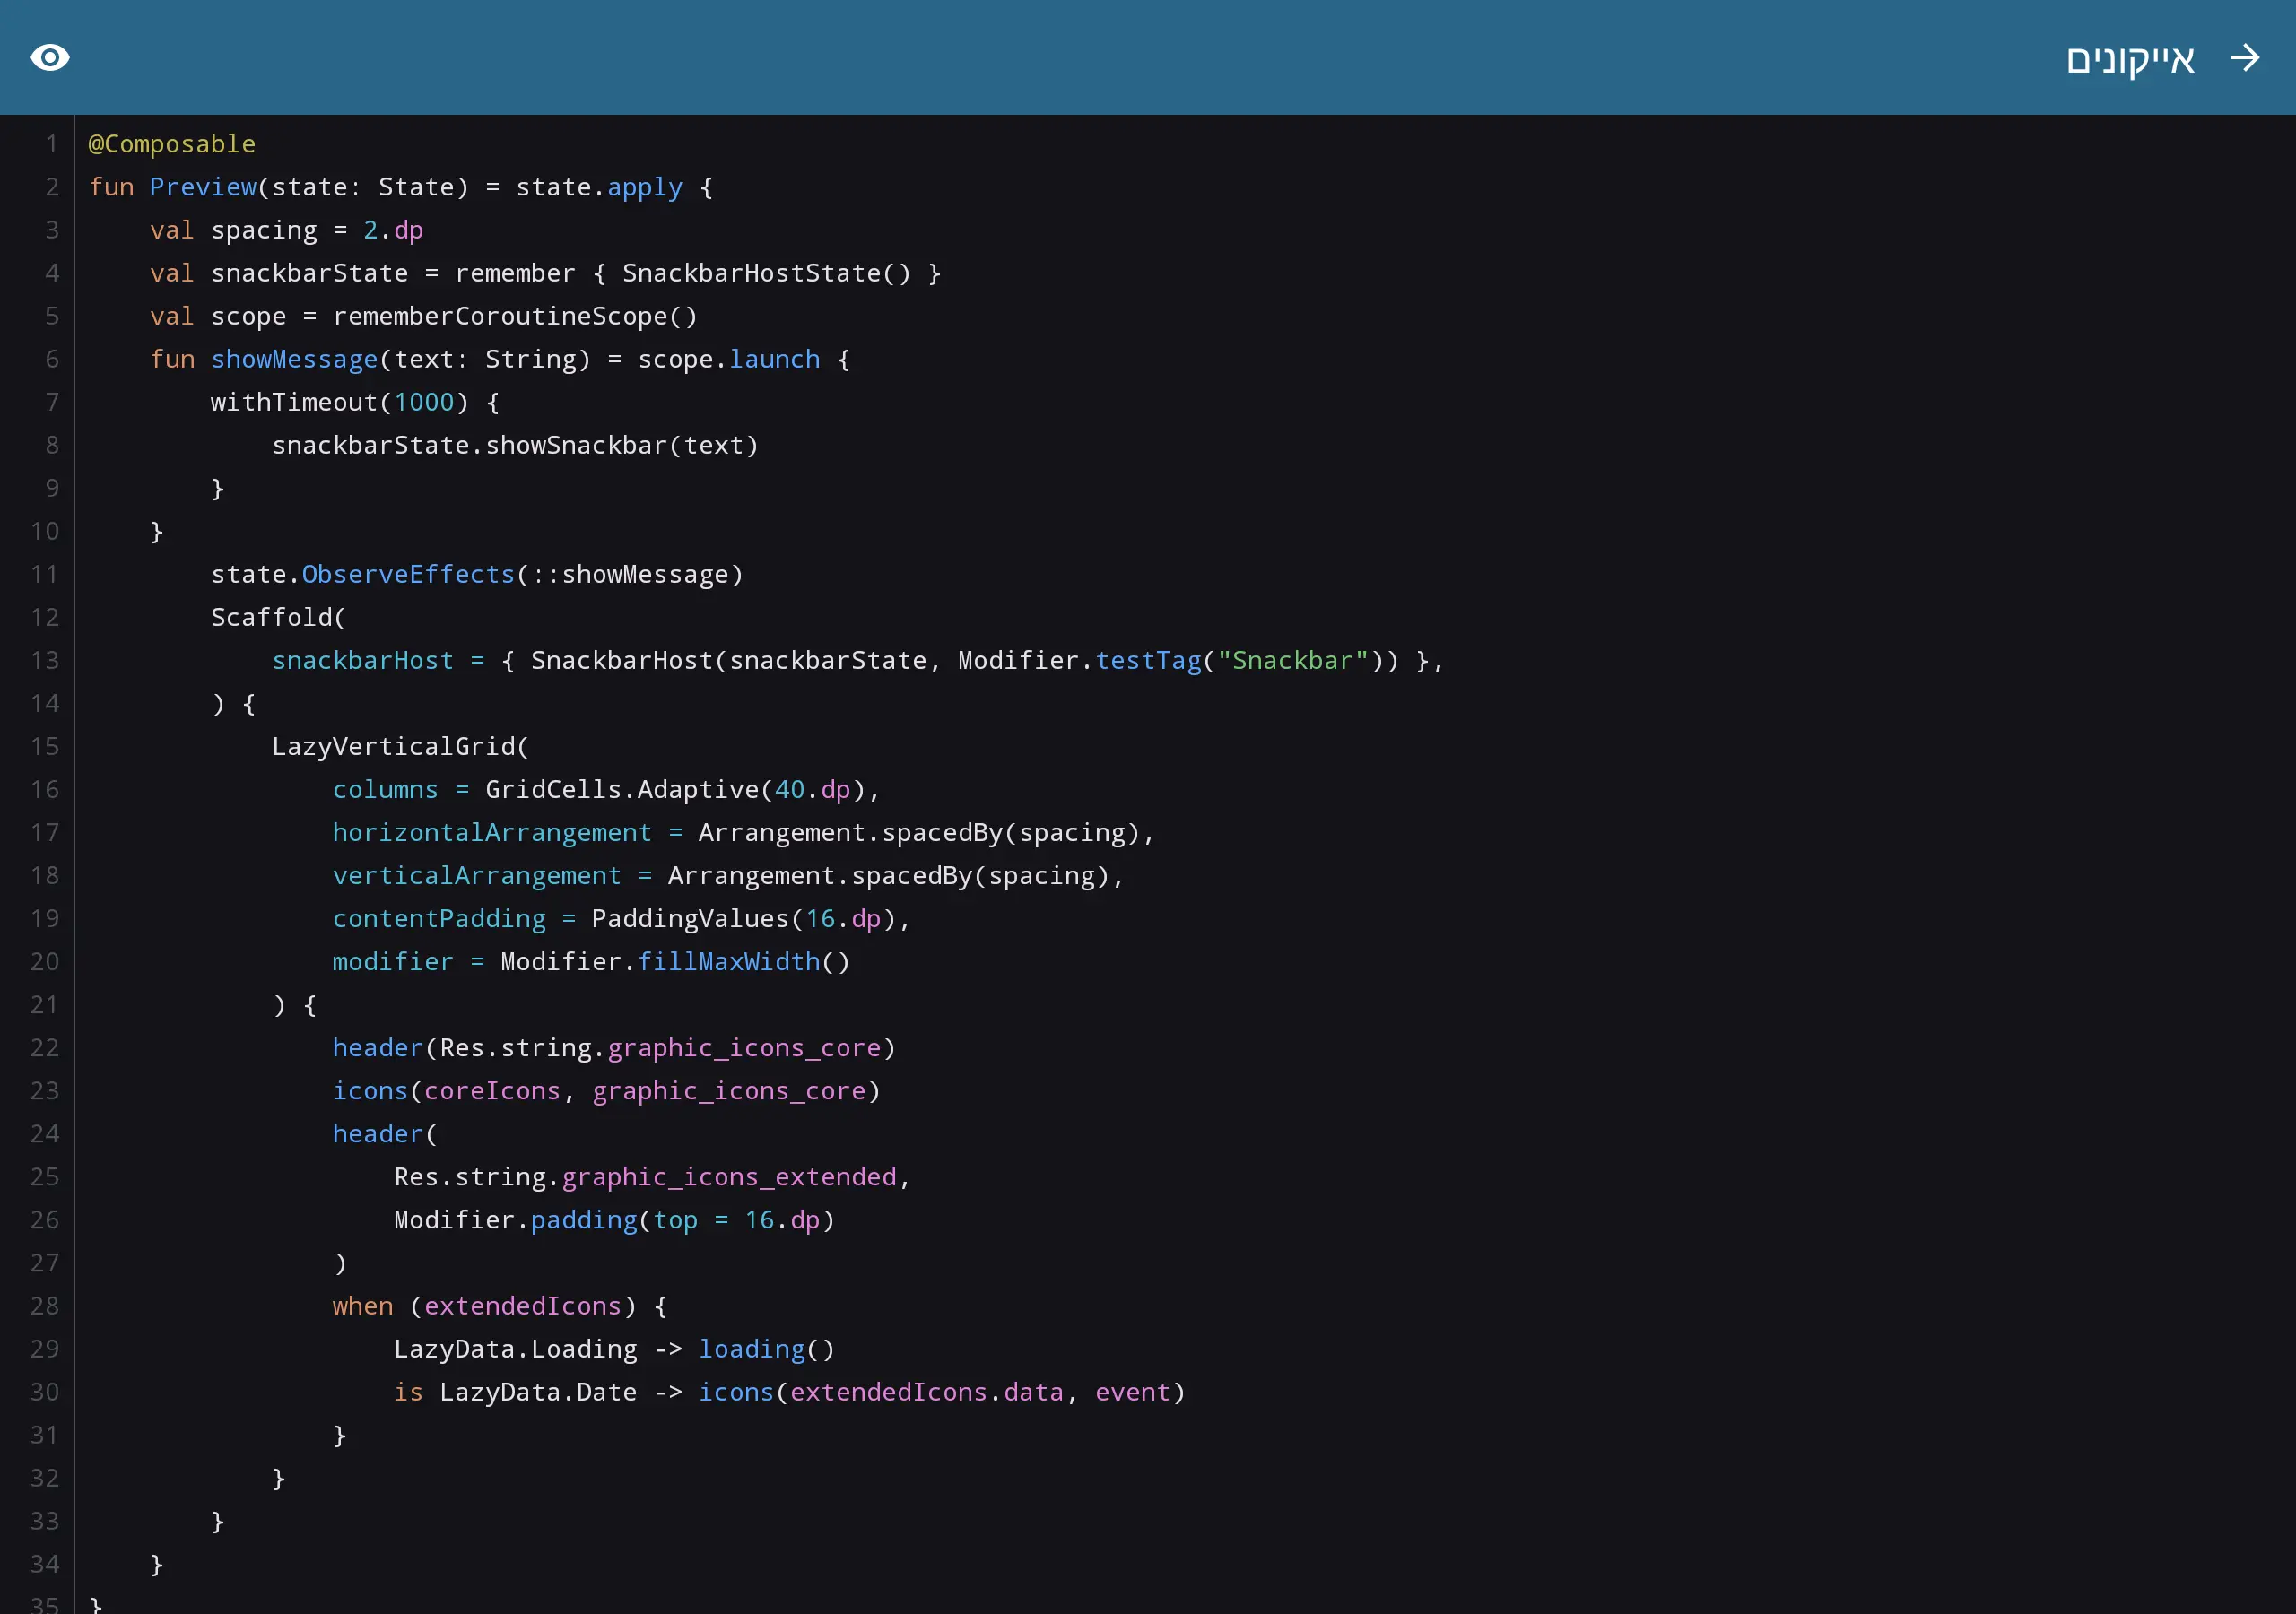 אייקונים
1 @Composable
2 fun Preview(state: State) = state.apply {
3     val spacing = 2.dp
4     val snackbarState = remember { SnackbarHostState() }
5     val scope = rememberCoroutineScope()
6     fun showMessage(text: String) = scope.launch {
7         withTimeout(1000) {
8             snackbarState.showSnackbar(text)
9         }
10     }
11         state.ObserveEffects(::showMessage)
12         Scaffold(
13             snackbarHost = { SnackbarHost(snackbarState, Modifier.testTag("Snackbar")) },
14         ) {
15             LazyVerticalGrid(
16                 columns = GridCells.Adaptive(40.dp),
17                 horizontalArrangement = Arrangement.spacedBy(spacing),
18                 verticalArrangement = Arrangement.spacedBy(spacing),
19                 contentPadding = PaddingValues(16.dp),
20                 modifier = Modifier.fillMaxWidth()
21             ) {
22                 header(Res.string.graphic_icons_core)
23                 icons(coreIcons, graphic_icons_core)
24                 header(
25                     Res.string.graphic_icons_extended,
26                     Modifier.padding(top = 16.dp)
27                 )
28                 when (extendedIcons) {
29                     LazyData.Loading -> loading()
30                     is LazyData.Date -> icons(extendedIcons.data, event)
31                 }
32             }
33         }
34     }
35 }